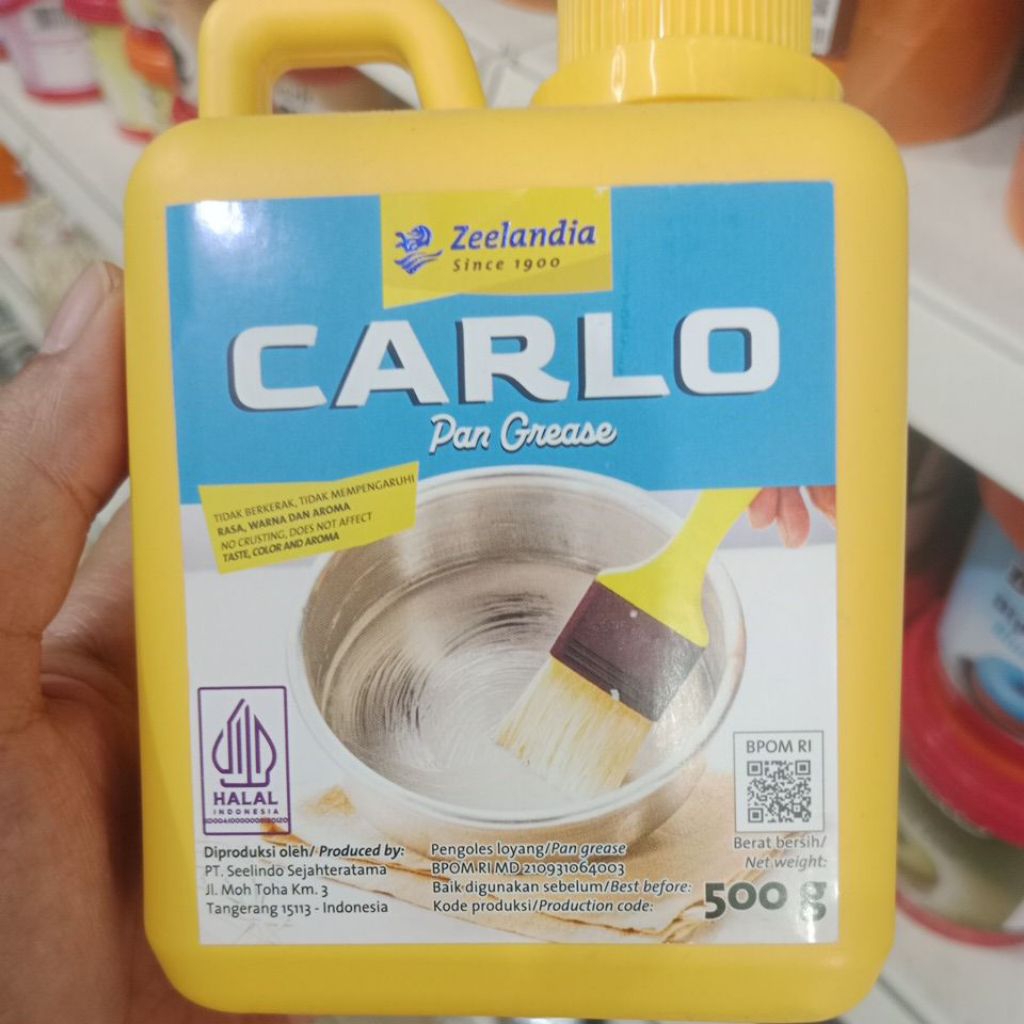 Zeelandia
Since 1900
CARLO
Pan Grease
TIDAK BERKERAK, TIDAK MEMPENGARUHI
RASA, WARNA DAN AROMA
NO CRUSTING, DOES NOT AFFECT
TASTE, COLOR AND AROMA
HALAL
INDONESIA
BPOM RI
Diproduksi oleh/ Produced by:
PT. Seelindo Sejahteratama
Jl. Moh Toha Km. 3
Tangerang 15113 - Indonesia
Pengoles loyang/Pan grease
BPOM RI MD 210931064003
Baik digunakan sebelum/Best before:
Kode produksi/Production code:
Berat bersih/
Net weight:
500 g